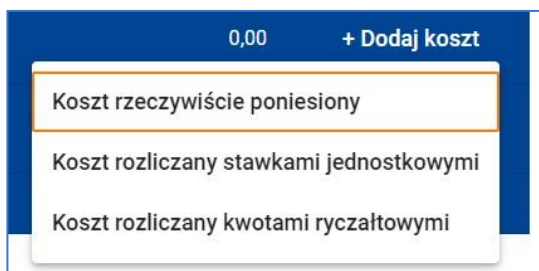 0,00 + Dodaj koszt
Koszt rzeczywiście poniesiony
Koszt rozliczany stawkami jednostkowymi
Koszt rozliczany kwotami ryczałtowymi